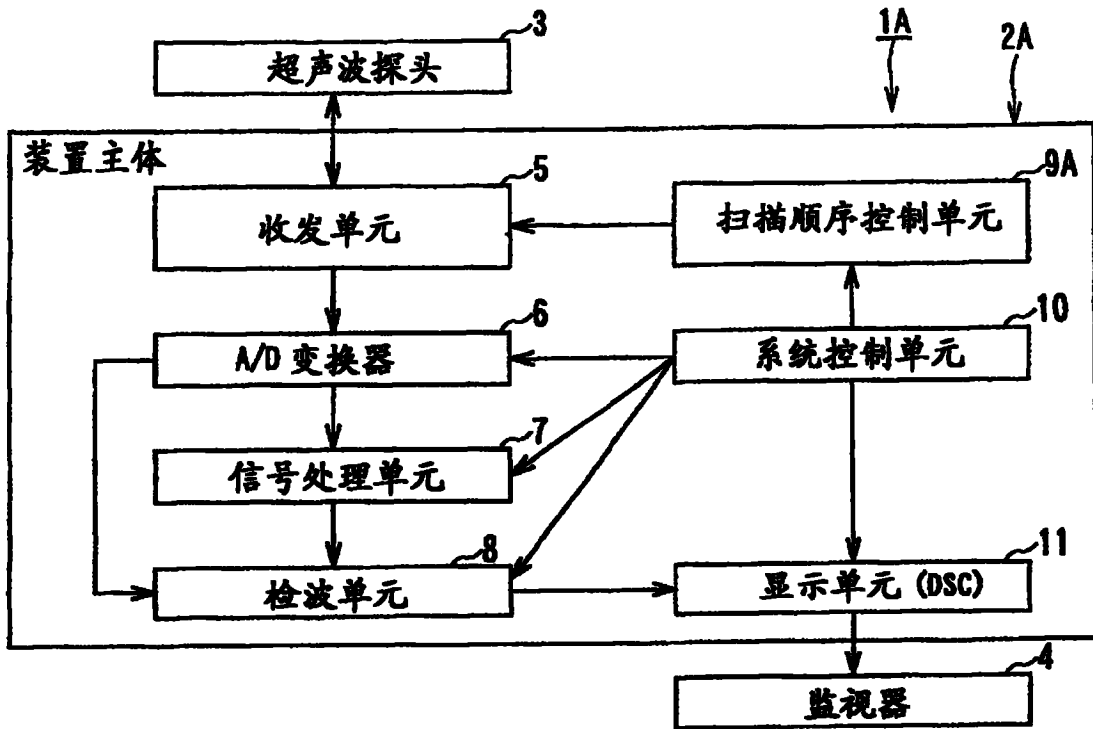 3
超声波探头
1A
2A
装置主体
5
收发单元
9A
扫描顺序控制单元
6
A/D 变换器
10
系统控制单元
7
信号处理单元
8
检波单元
11
显示单元 (DSC)
4
监视器